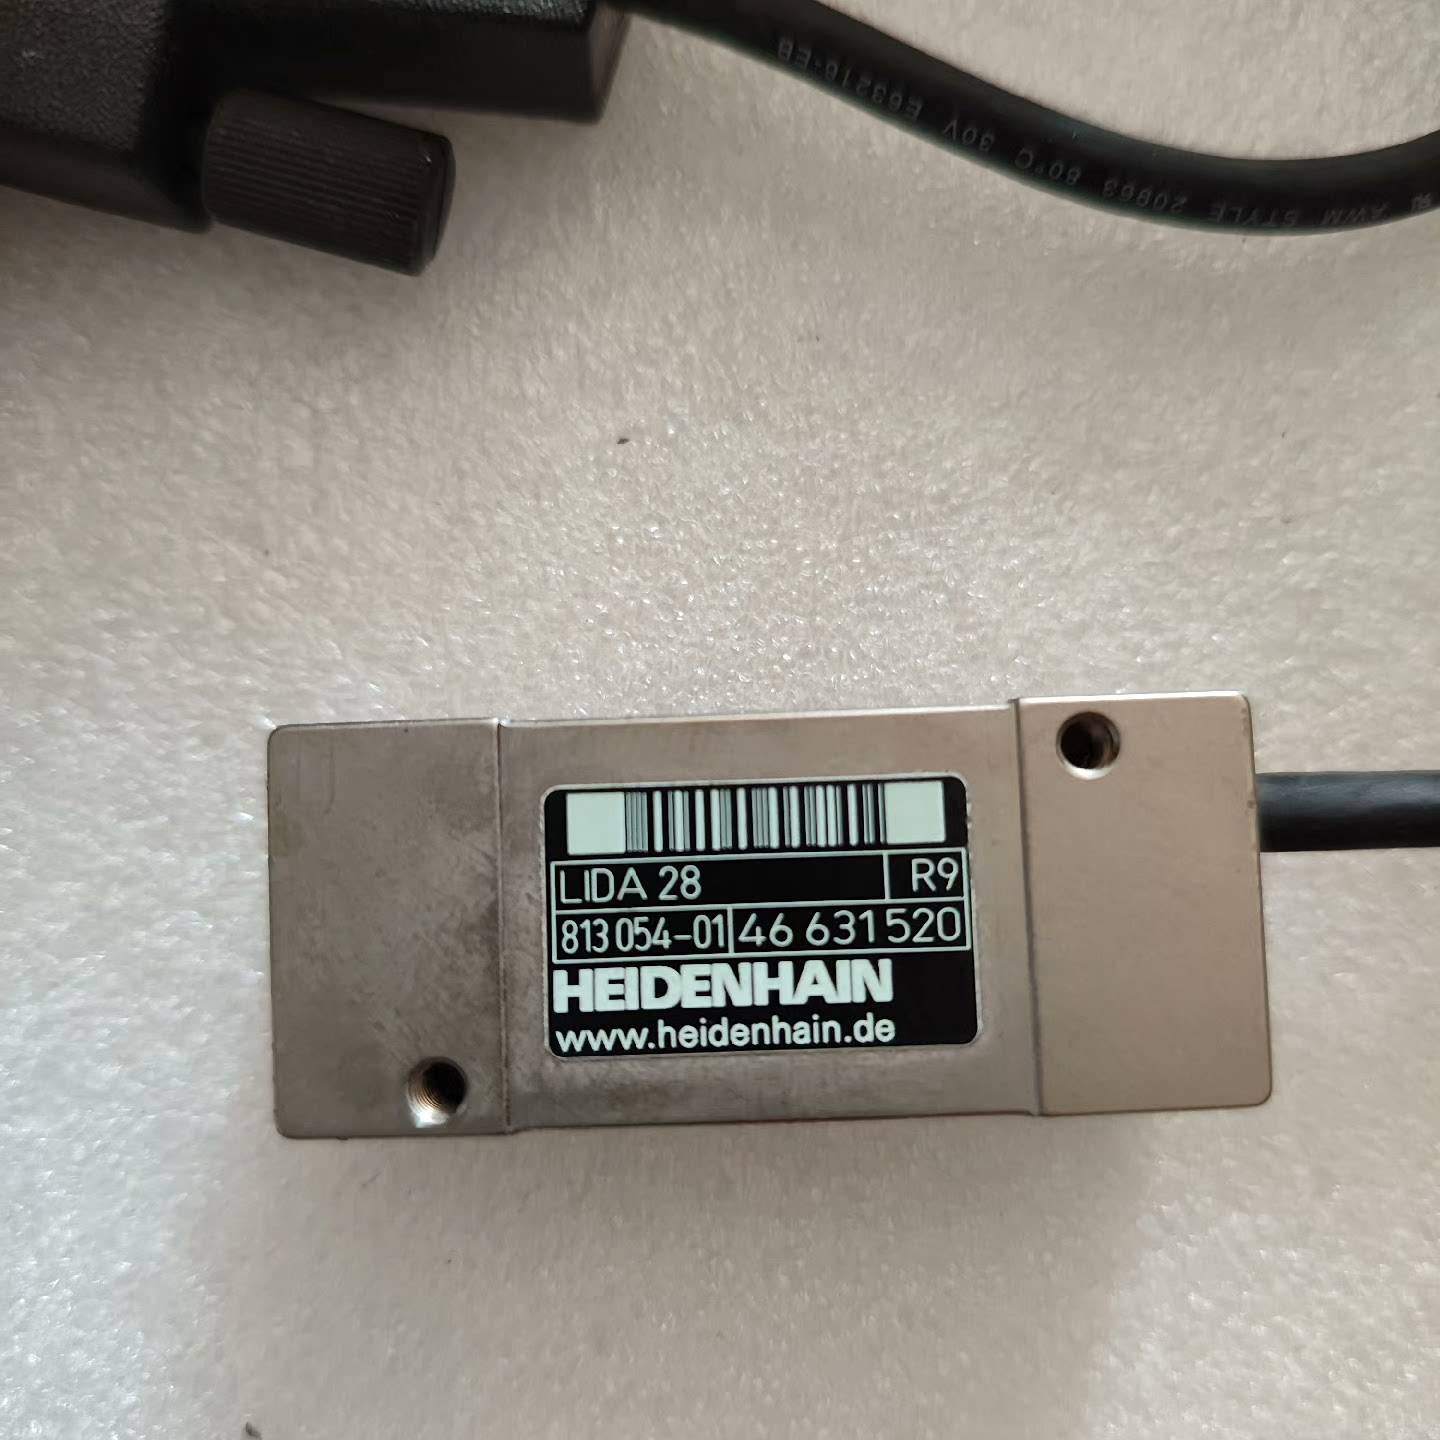 AWM STYLE 20963 80°C 30V E63216-EB
LIDA 28 R9
813 054-01 46 631 520
HEIDENHAIN
www.heidenhain.de